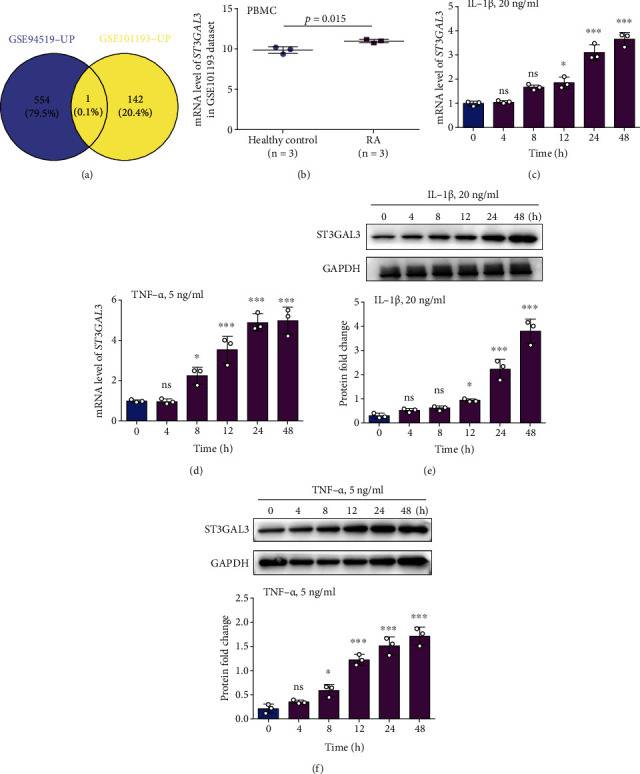 GSE94519–UP
GSE101193–UP
554
(79.5%)
1
(0.1%)
142
(20.4%)
(a)
mRNA level of ST3GAL3
in GSE101193 dataset
PBMC
p = 0.015
15
10
5
0
Healthy control
(n = 3)
RA
(n = 3)
(b)
mRNA level of ST3GAL3
IL–1β, 20 ng/ml
5
4
3
2
1
0
ns
ns
*
***
***
0 4 8 12 24 48
Time (h)
(c)
mRNA level of ST3GAL3
TNF–α, 5 ng/ml
6
4
2
0
ns
*
***
***
***
0 4 8 12 24 48
Time (h)
(d)
IL–1β, 20 ng/ml
0 4 8 12 24 48 (h)
ST3GAL3
GAPDH
Protein fold change
IL–1β, 20 ng/ml
5
4
3
2
1
0
ns
ns
*
***
***
0 4 8 12 24 48
Time (h)
(e)
TNF–α, 5 ng/ml
0 4 8 12 24 48 (h)
ST3GAL3
GAPDH
Protein fold change
TNF–α, 5 ng/ml
2.5
2.0
1.5
1.0
0.5
0.0
ns
*
***
***
***
0 4 8 12 24 48
Time (h)
(f)